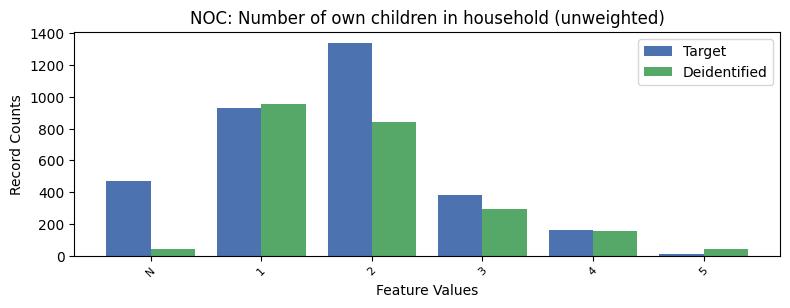 NOC: Number of own children in household (unweighted)
1400
1200
1000
800
600
400
200
0
Record Counts
Target
Deidentified
N
1
2
3
4
5
Feature Values